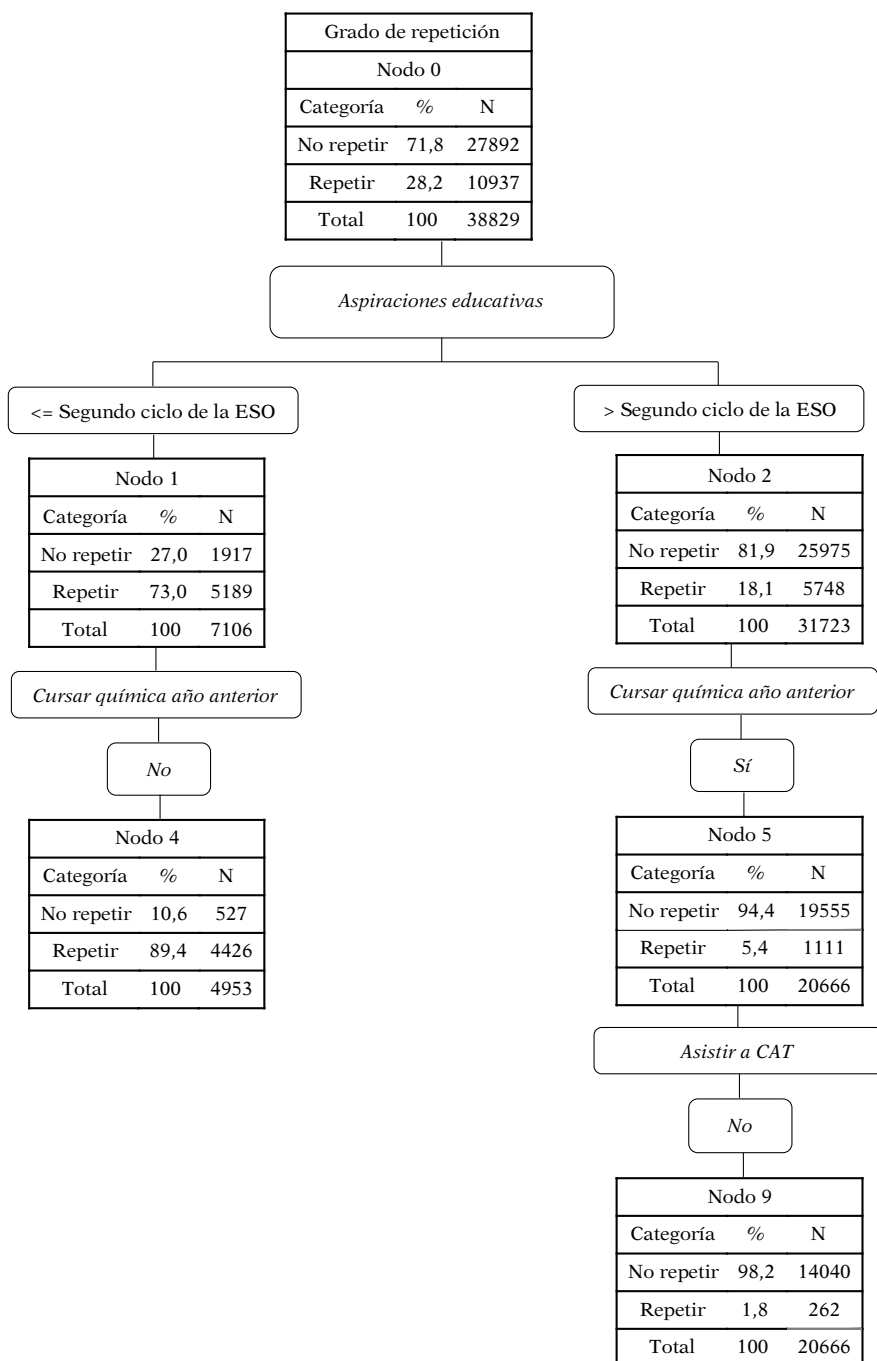 Grado de repetición
Nodo 0
Categoría % N
No repetir 71,8 27892
Repetir 28,2 10937
Total 100 38829
Aspiraciones educativas
<= Segundo ciclo de la ESO
> Segundo ciclo de la ESO
Nodo 1
Categoría % N
No repetir 27,0 1917
Repetir 73,0 5189
Total 100 7106
Nodo 2
Categoría % N
No repetir 81,9 25975
Repetir 18,1 5748
Total 100 31723
Cursar química año anterior
Cursar química año anterior
No
Sí
Nodo 4
Categoría % N
No repetir 10,6 527
Repetir 89,4 4426
Total 100 4953
Nodo 5
Categoría % N
No repetir 94,4 19555
Repetir 5,4 1111
Total 100 20666
Asistir a CAT
No
Nodo 9
Categoría % N
No repetir 98,2 14040
Repetir 1,8 262
Total 100 20666